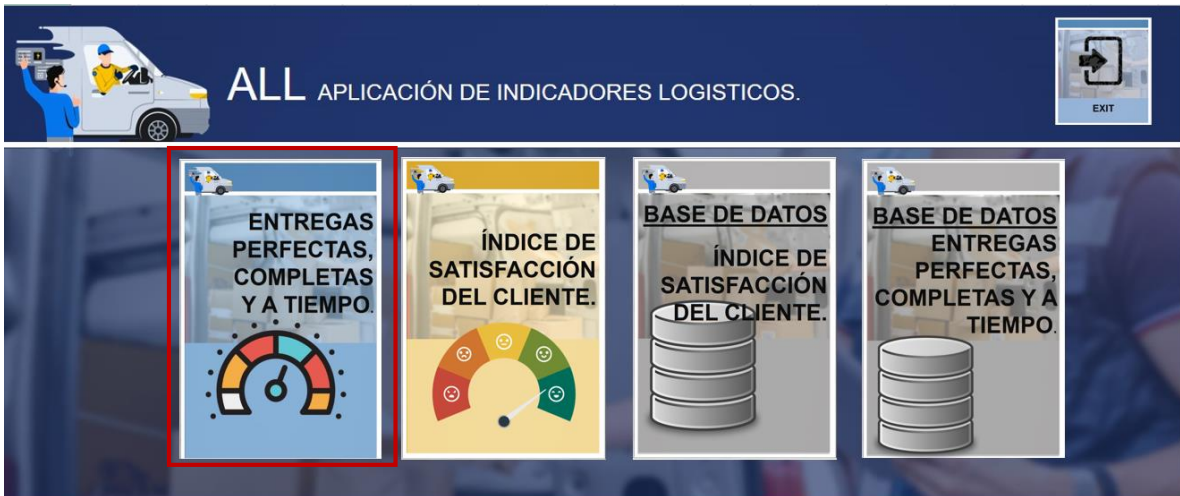 ALL APLICACIÓN DE INDICADORES LOGISTICOS.
EXIT
ENTREGAS
PERFECTAS,
COMPLETAS
Y A TIEMPO.
ÍNDICE DE
SATISFACCIÓN
DEL CLIENTE.
BASE DE DATOS
ÍNDICE DE
SATISFACCIÓN
DEL CLIENTE.
BASE DE DATOS
ENTREGAS
PERFECTAS,
COMPLETAS Y A
TIEMPO.